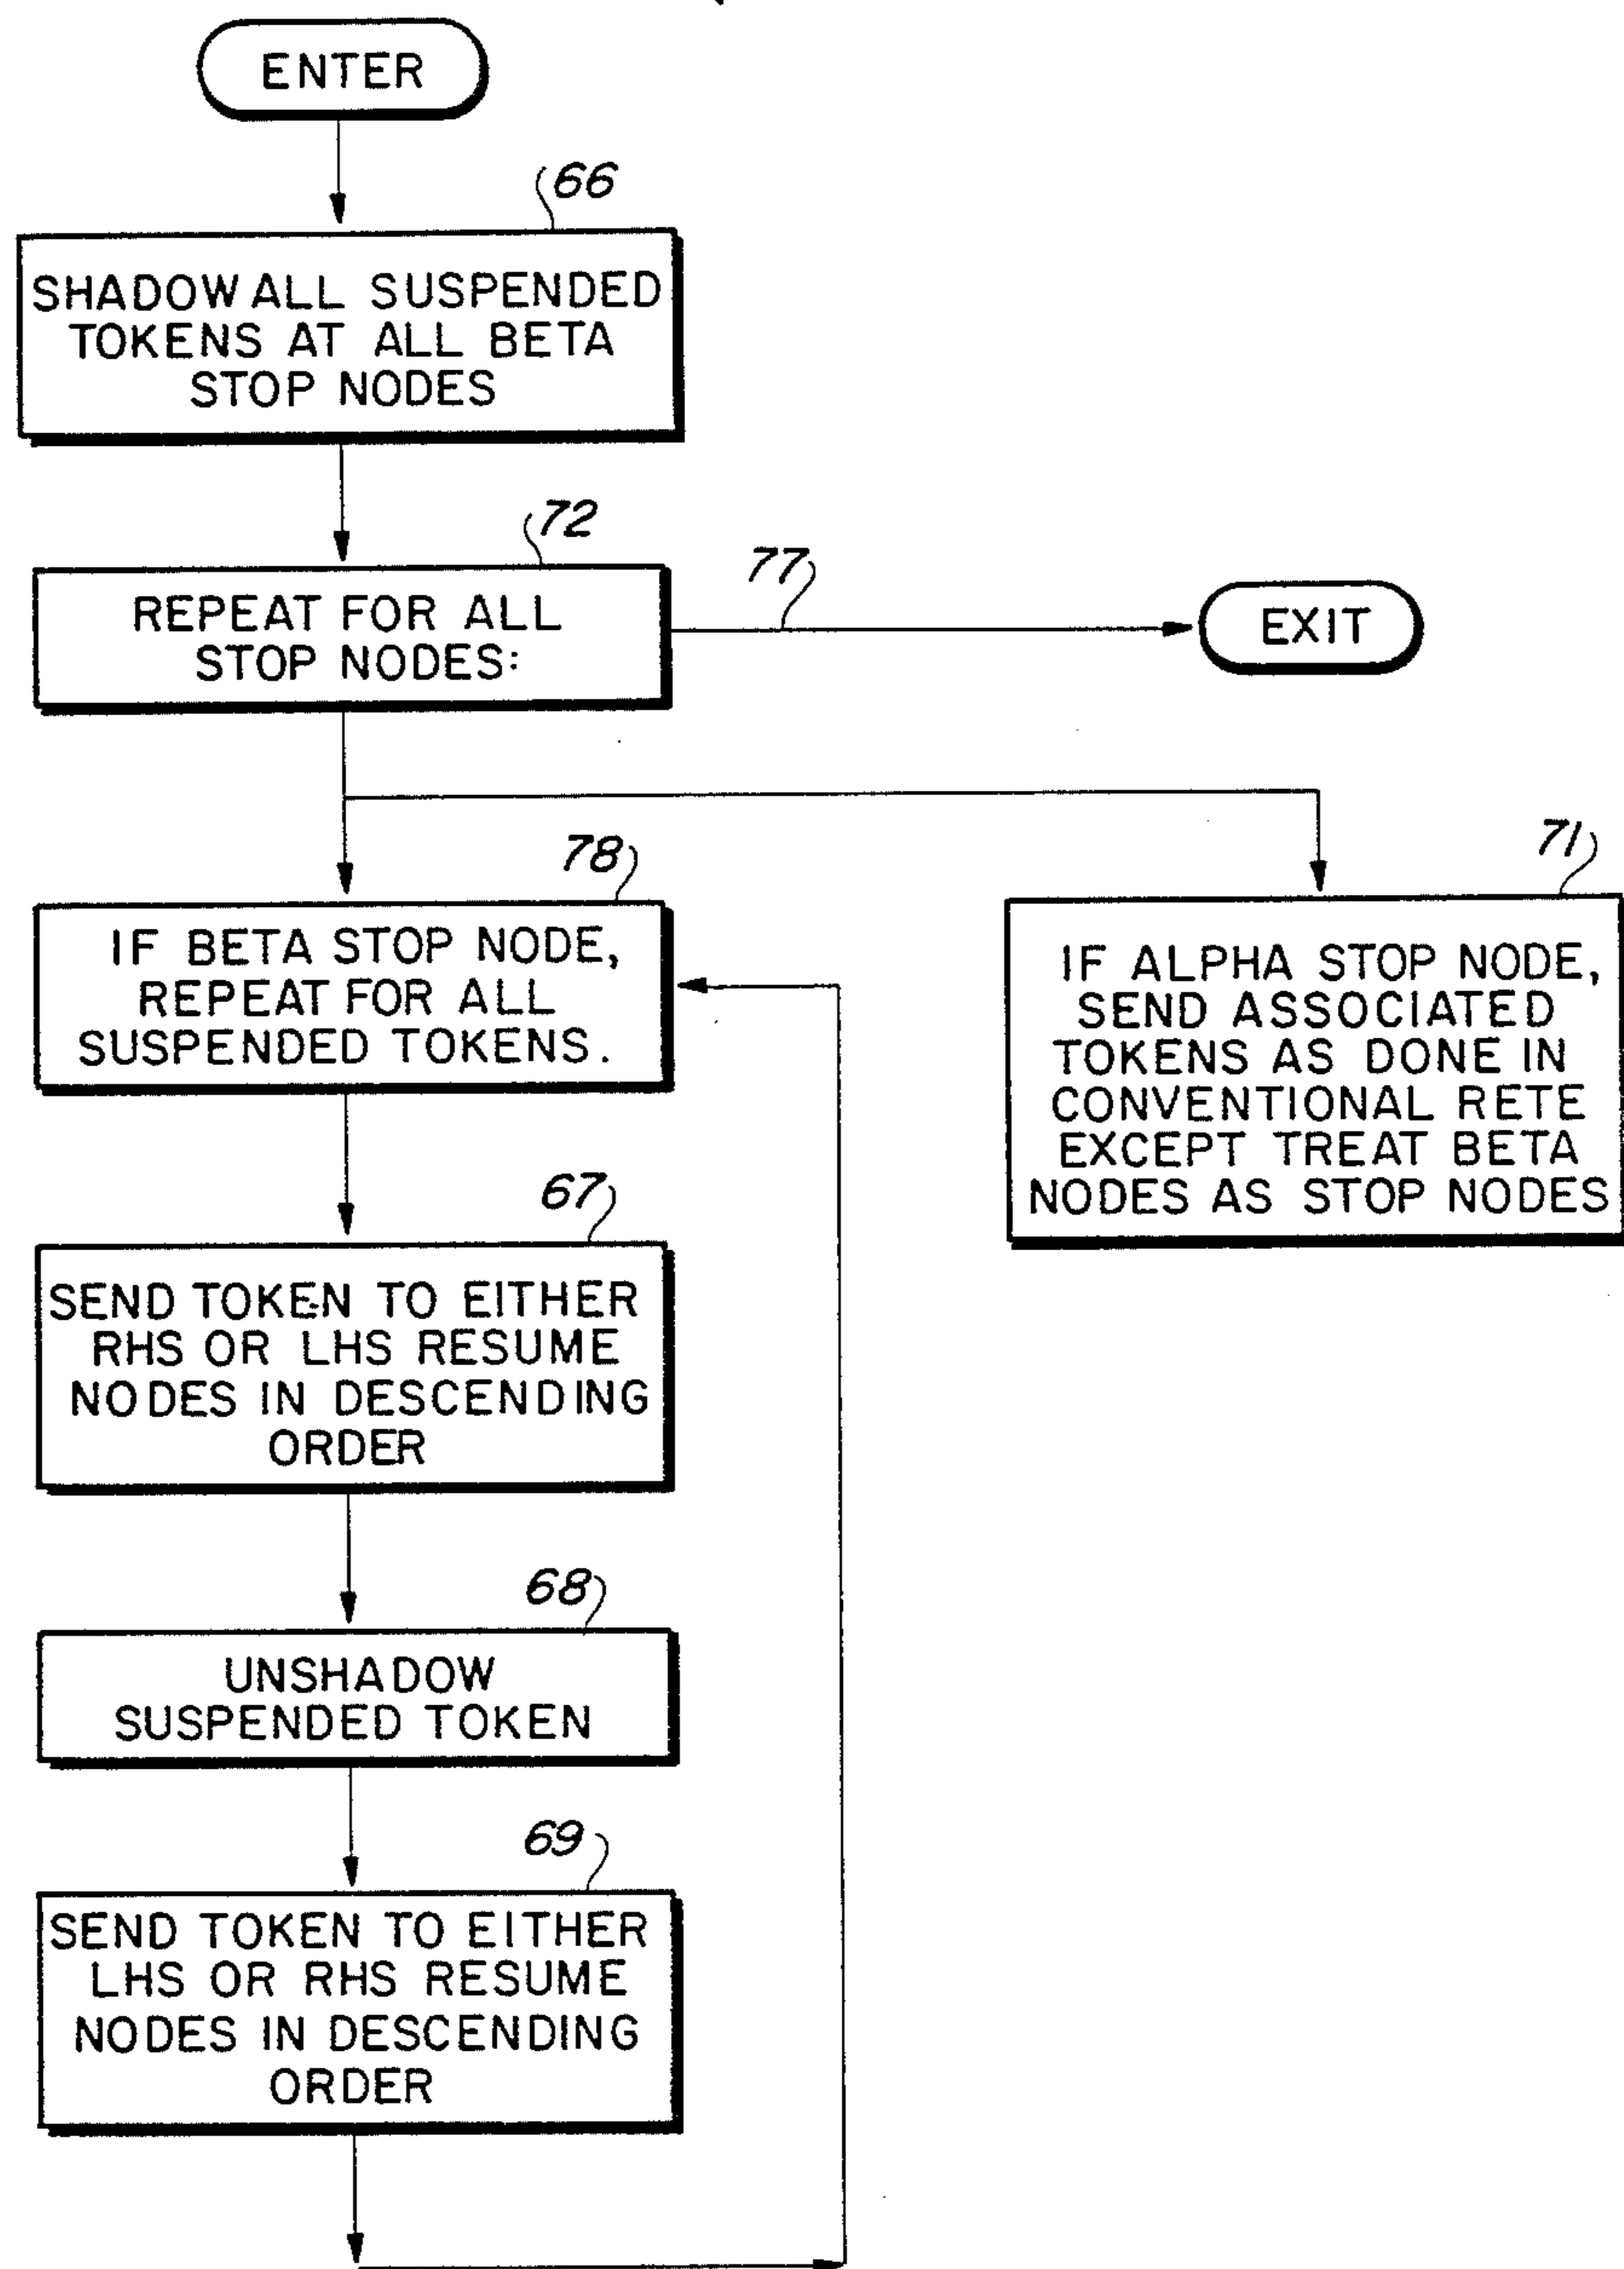 ENTER
66
SHADOW ALL SUSPENDED
TOKENS AT ALL BETA
STOP NODES
72
REPEAT FOR ALL
STOP NODES:
77
EXIT
78
IF BETA STOP NODE,
REPEAT FOR ALL
SUSPENDED TOKENS.
71
IF ALPHA STOP NODE,
SEND ASSOCIATED
TOKENS AS DONE IN
CONVENTIONAL RETE
EXCEPT TREAT BETA
NODES AS STOP NODES
67
SEND TOKEN TO EITHER
RHS OR LHS RESUME
NODES IN DESCENDING
ORDER
68
UNSHADOW
SUSPENDED TOKEN
69
SEND TOKEN TO EITHER
LHS OR RHS RESUME
NODES IN DESCENDING
ORDER